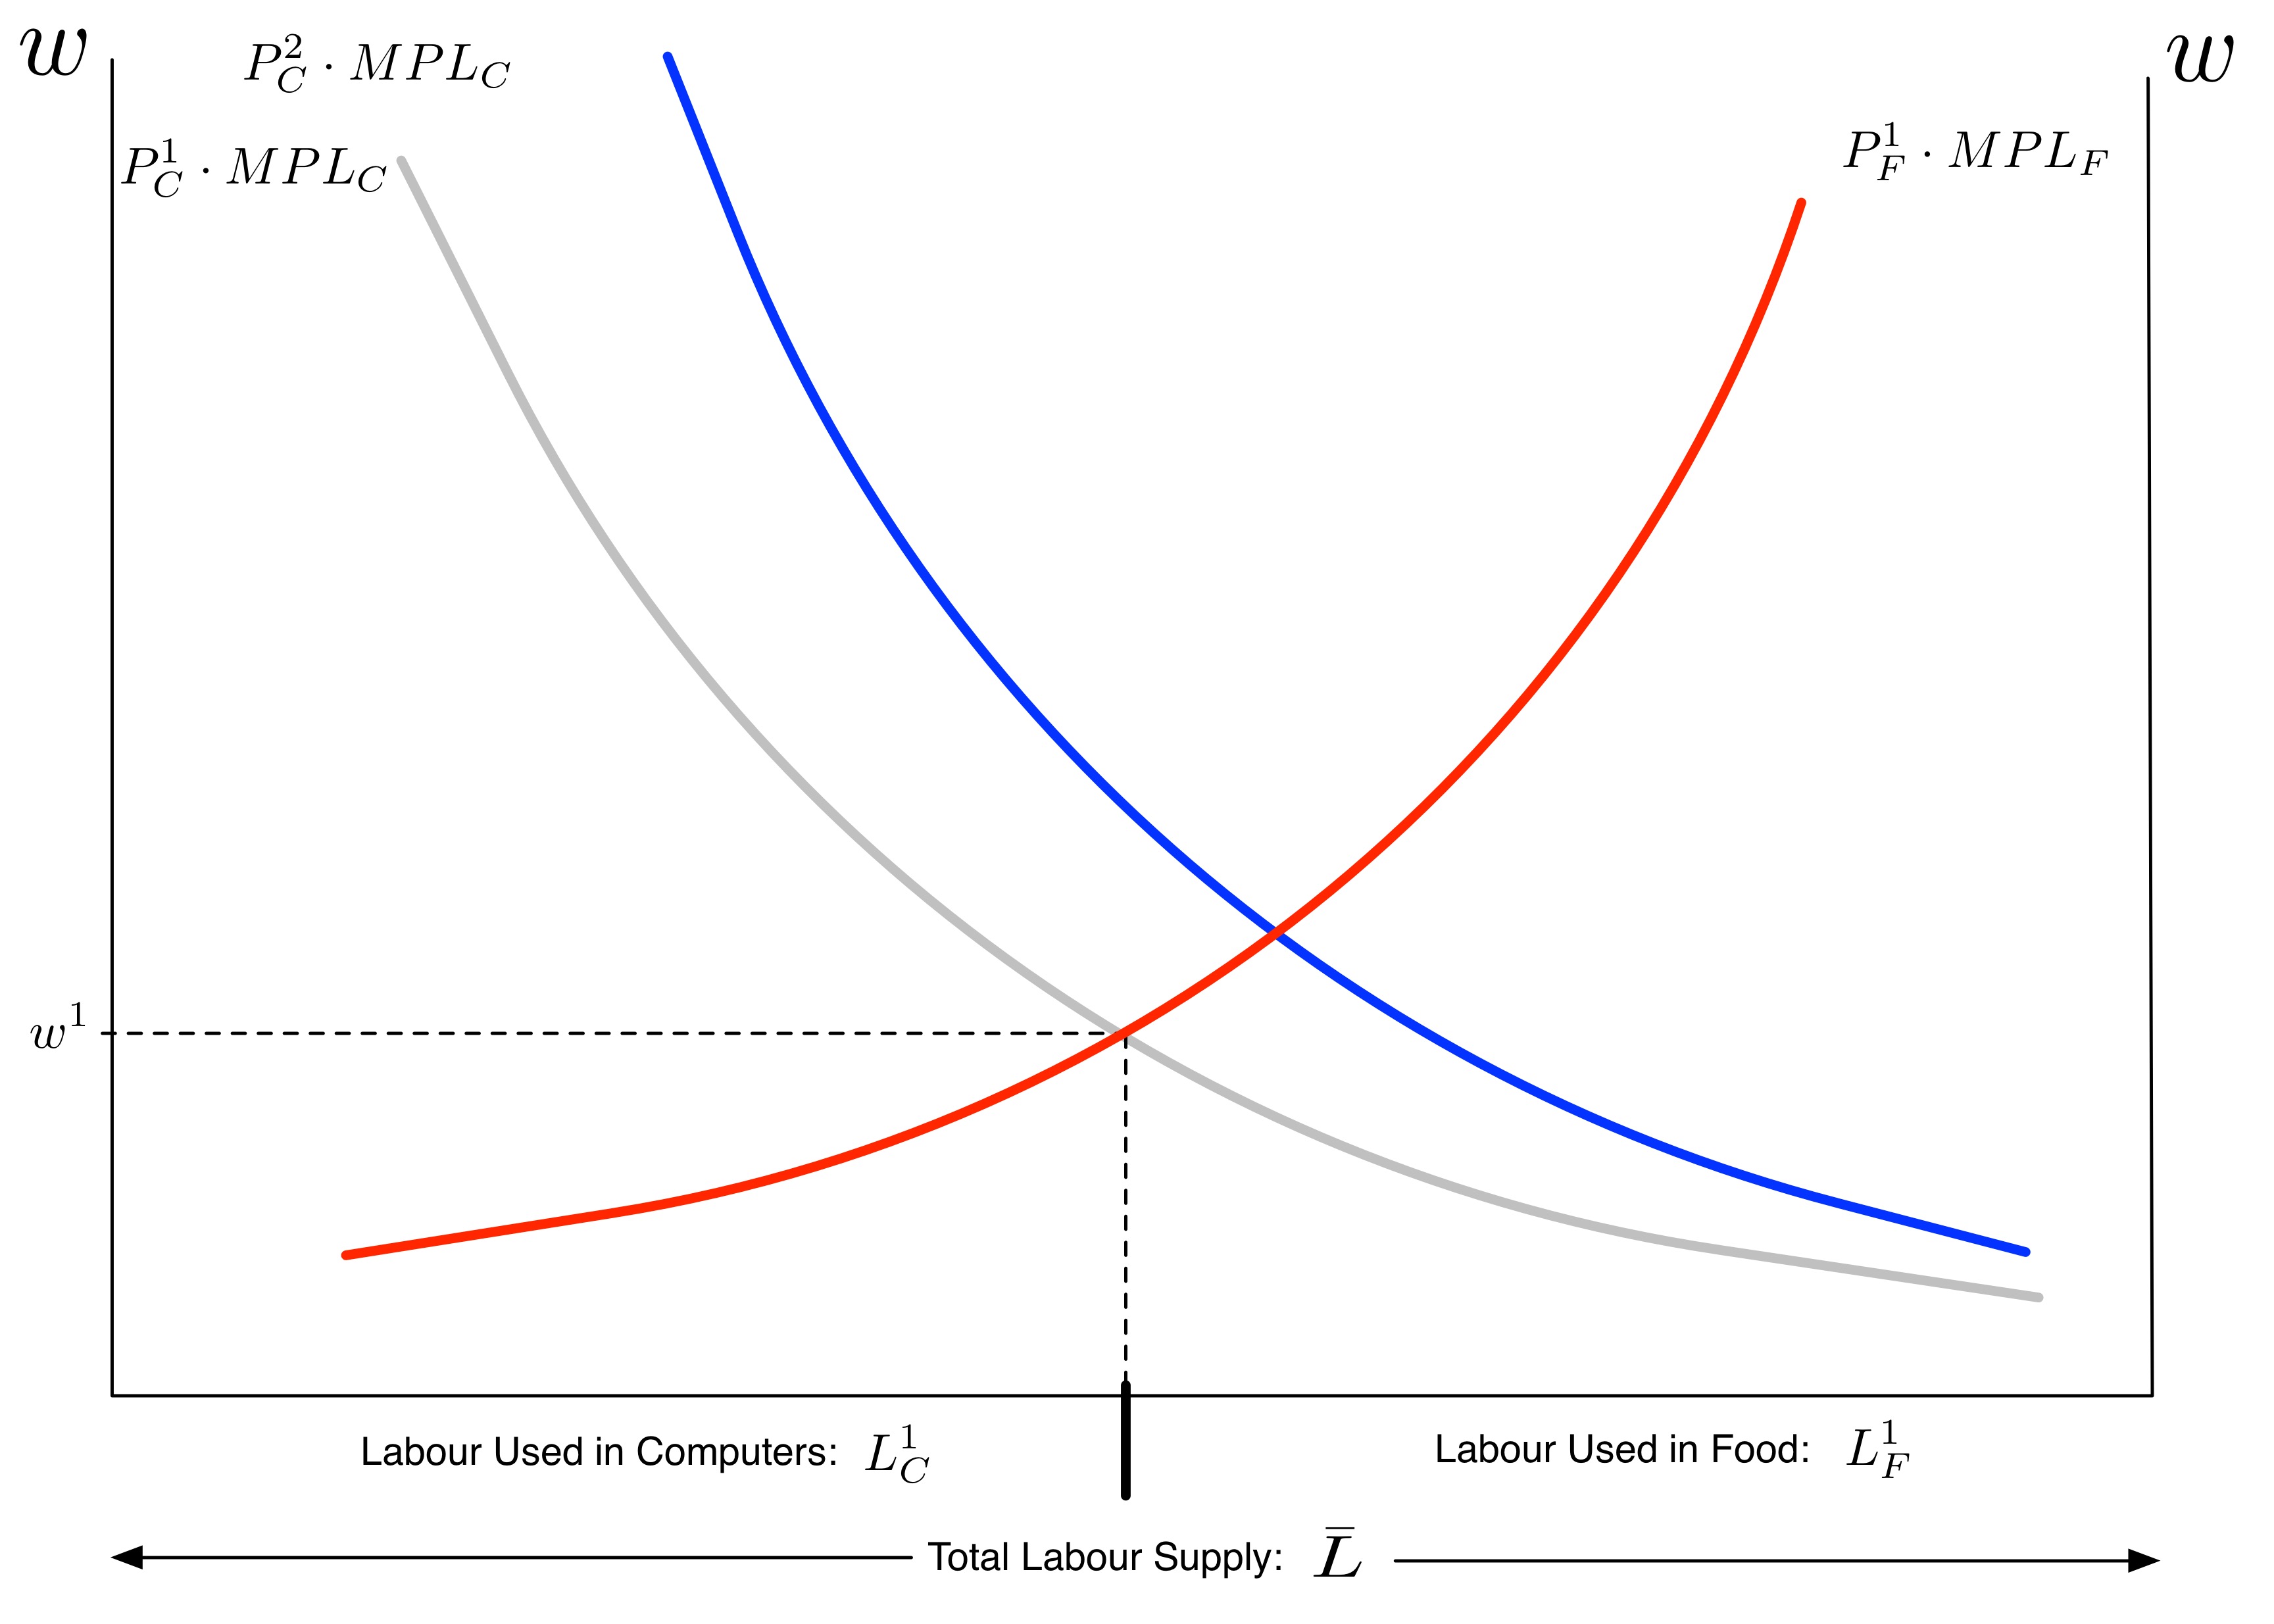 w
w
P_C^2 · MPL_C
P_C^1 · MPL_C
P_F^1 · MPL_F
w^1
Labour Used in Computers: L_C^1
Labour Used in Food: L_F^1
Total Labour Supply: L̅